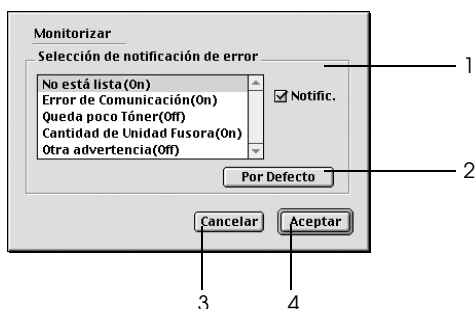 Monitorizar
Selección de notificación de error
1
No está lista(On)
Error de Comunicación(On)
Queda poco Tóner(Off)
Cantidad de Unidad Fusora(On)
Otra advertencia(Off)
Notific.
Por Defecto
2
Cancelar
Aceptar
3
4